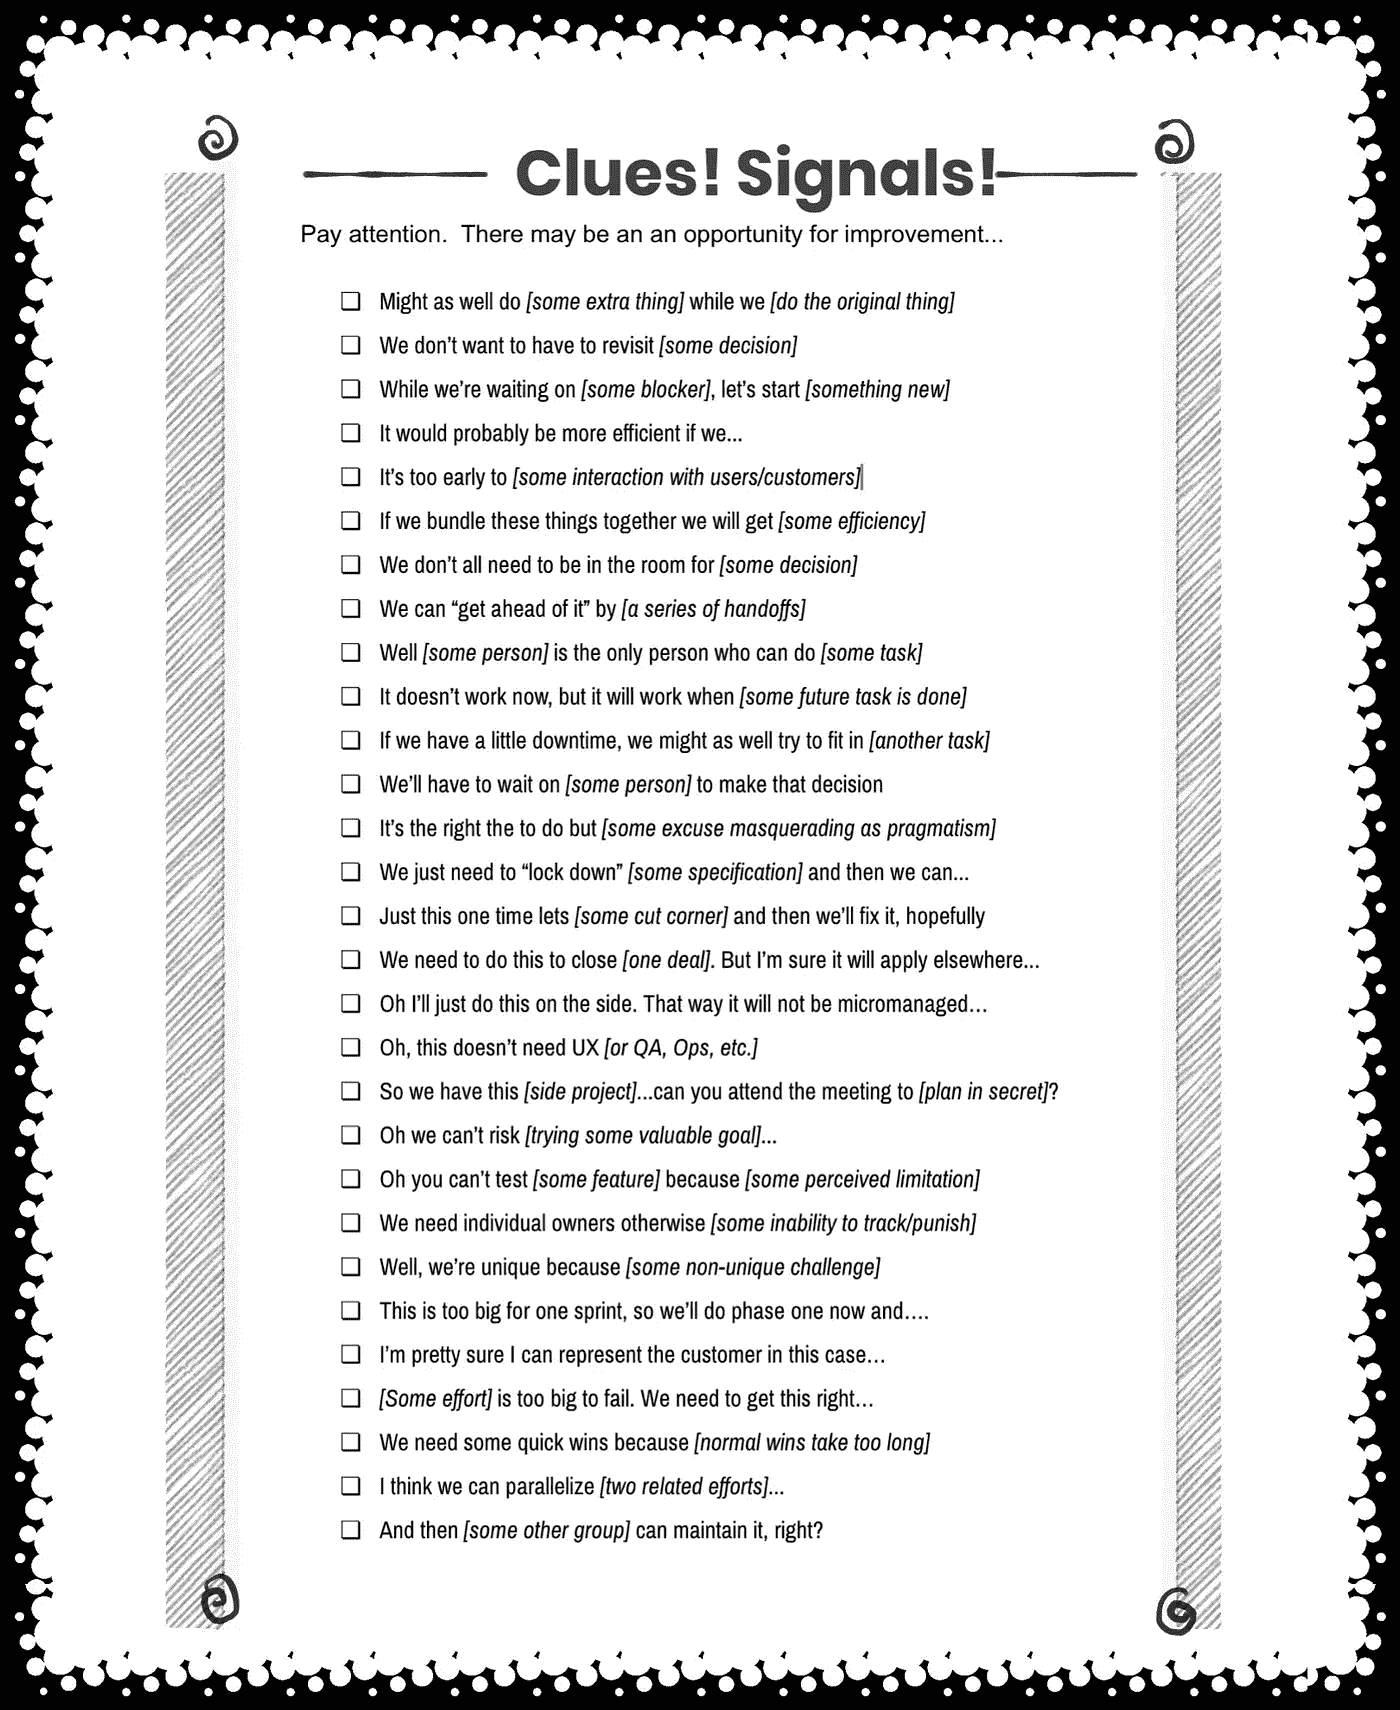 Clues! Signals!
Pay attention.  There may be an an opportunity for improvement...
❏ Might as well do [some extra thing] while we [do the original thing]
❏ We don’t want to have to revisit [some decision]
❏ While we’re waiting on [some blocker], let’s start [something new]
❏ It would probably be more efficient if we...
❏ It’s too early to [some interaction with users/customers]
❏ If we bundle these things together we will get [some efficiency]
❏ We don’t all need to be in the room for [some decision]
❏ We can “get ahead of it” by [a series of handoffs]
❏ Well [some person] is the only person who can do [some task]
❏ It doesn’t work now, but it will work when [some future task is done]
❏ If we have a little downtime, we might as well try to fit in [another task]
❏ We’ll have to wait on [some person] to make that decision
❏ It’s the right the to do but [some excuse masquerading as pragmatism]
❏ We just need to “lock down” [some specification] and then we can...
❏ Just this one time lets [some cut corner] and then we’ll fix it, hopefully
❏ We need to do this to close [one deal]. But I’m sure it will apply elsewhere...
❏ Oh I’ll just do this on the side. That way it will not be micromanaged…
❏ Oh, this doesn’t need UX [or QA, Ops, etc.]
❏ So we have this [side project]...can you attend the meeting to [plan in secret]?
❏ Oh we can’t risk [trying some valuable goal]...
❏ Oh you can’t test [some feature] because [some perceived limitation]
❏ We need individual owners otherwise [some inability to track/punish]
❏ Well, we’re unique because [some non-unique challenge]
❏ This is too big for one sprint, so we’ll do phase one now and….
❏ I’m pretty sure I can represent the customer in this case…
❏ [Some effort] is too big to fail. We need to get this right…
❏ We need some quick wins because [normal wins take too long]
❏ I think we can parallelize [two related efforts]...
❏ And then [some other group] can maintain it, right?